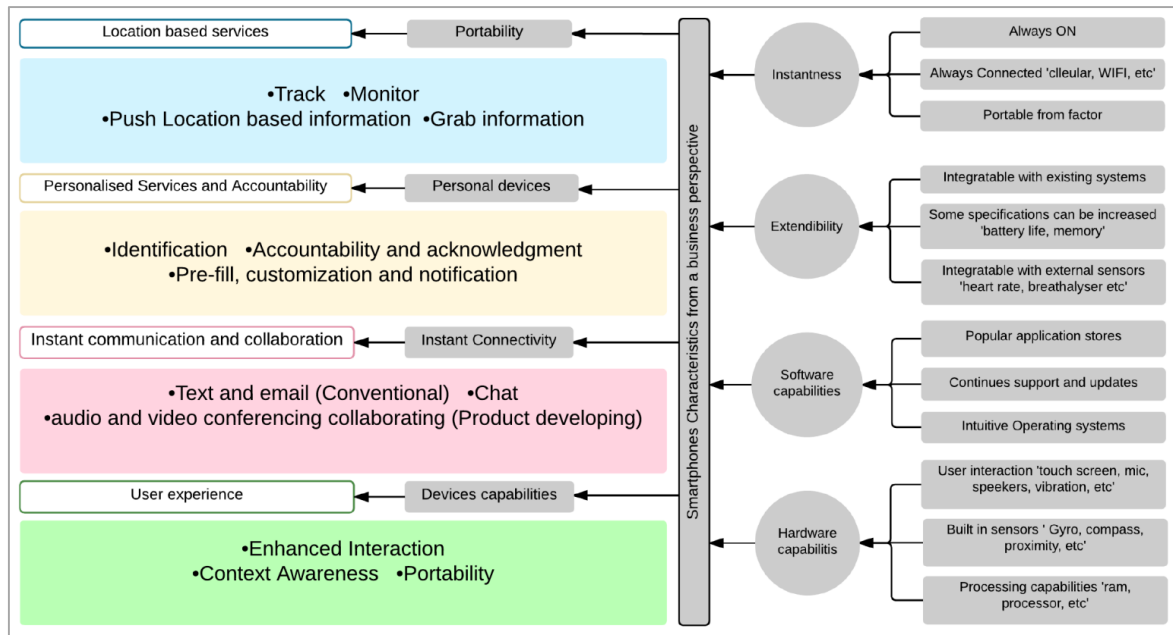 Location based services
Portability
•Track •Monitor
•Push Location based information •Grab information
Personalised Services and Accountability
Personal devices
•Identification •Accountability and acknowledgment
•Pre-fill, customization and notification
Instant communication and collaboration
Instant Connectivity
•Text and email (Conventional) •Chat
•audio and video conferencing collaborating (Product developing)
User experience
Devices capabilities
•Enhanced Interaction
•Context Awareness •Portability
Smartphones Characteristics from a business perspective
Instantness
Always ON
Always Connected 'clleular, WIFI, etc'
Portable from factor
Extendibility
Integratable with existing systems
Some specifications can be increased
'battery life, memory'
Integratable with external sensors
'heart rate, breathalyser etc'
Software
capabilities
Popular application stores
Continues support and updates
Intuitive Operating systems
Hardware
capabilitis
User interaction 'touch screen, mic,
speekers, vibration, etc'
Built in sensors ' Gyro, compass,
proximity, etc'
Processing capabilities 'ram,
processor, etc'